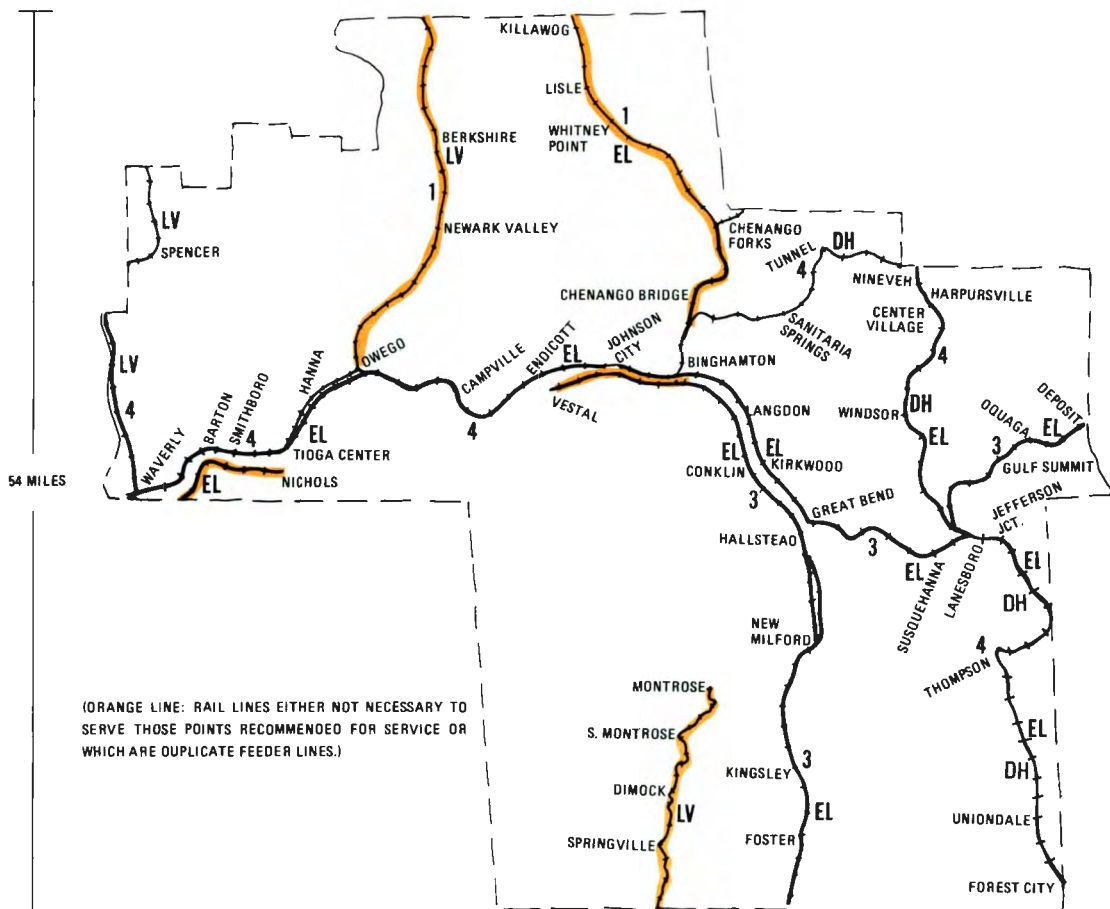 KILLAWOG
LISLE
1
WHITNEY
POINT
EL
BERKSHIRE
LV
1
NEWARK VALLEY
LV
SPENCER
CHENANGO
FORKS
TUNNEL
DH
4
NINEVEH
HARPURSVILLE
CHENANGO BRIDGE
SANITARIA
SPRINGS
CENTER
VILLAGE
4
OWEGO
HANNA
CAMPVILLE
ENDICOTT
EL
JOHNSON
CITY
BINGHAMTON
LV
4
WAVERLY
BARTON
SMITHBORO
4
EL
TIOGA CENTER
EL
NICHOLS
4
VESTAL
LANGDON
EL
EL
KIRKWOOD
CONKLIN
3
WINDSOR
DH
EL
OQUAGA
3
EL
DEPOSIT
GULF SUMMIT
54 MILES
GREAT BEND
HALLSTEAD
3
EL
SUSQUEHANNA
LANESBORO
JEFFERSON
JCT.
EL
DH
NEW
MILFORD
4
THOMPSON
MONTROSE
S. MONTROSE
DIMOCK
LV
SPRINGVILLE
KINGSLEY
3
EL
FOSTER
EL
DH
UNIONDALE
FOREST CITY
(ORANGE LINE: RAIL LINES EITHER NOT NECESSARY TO
SERVE THOSE POINTS RECOMMENDED FOR SERVICE OR
WHICH ARE DUPLICATE FEEDER LINES.)